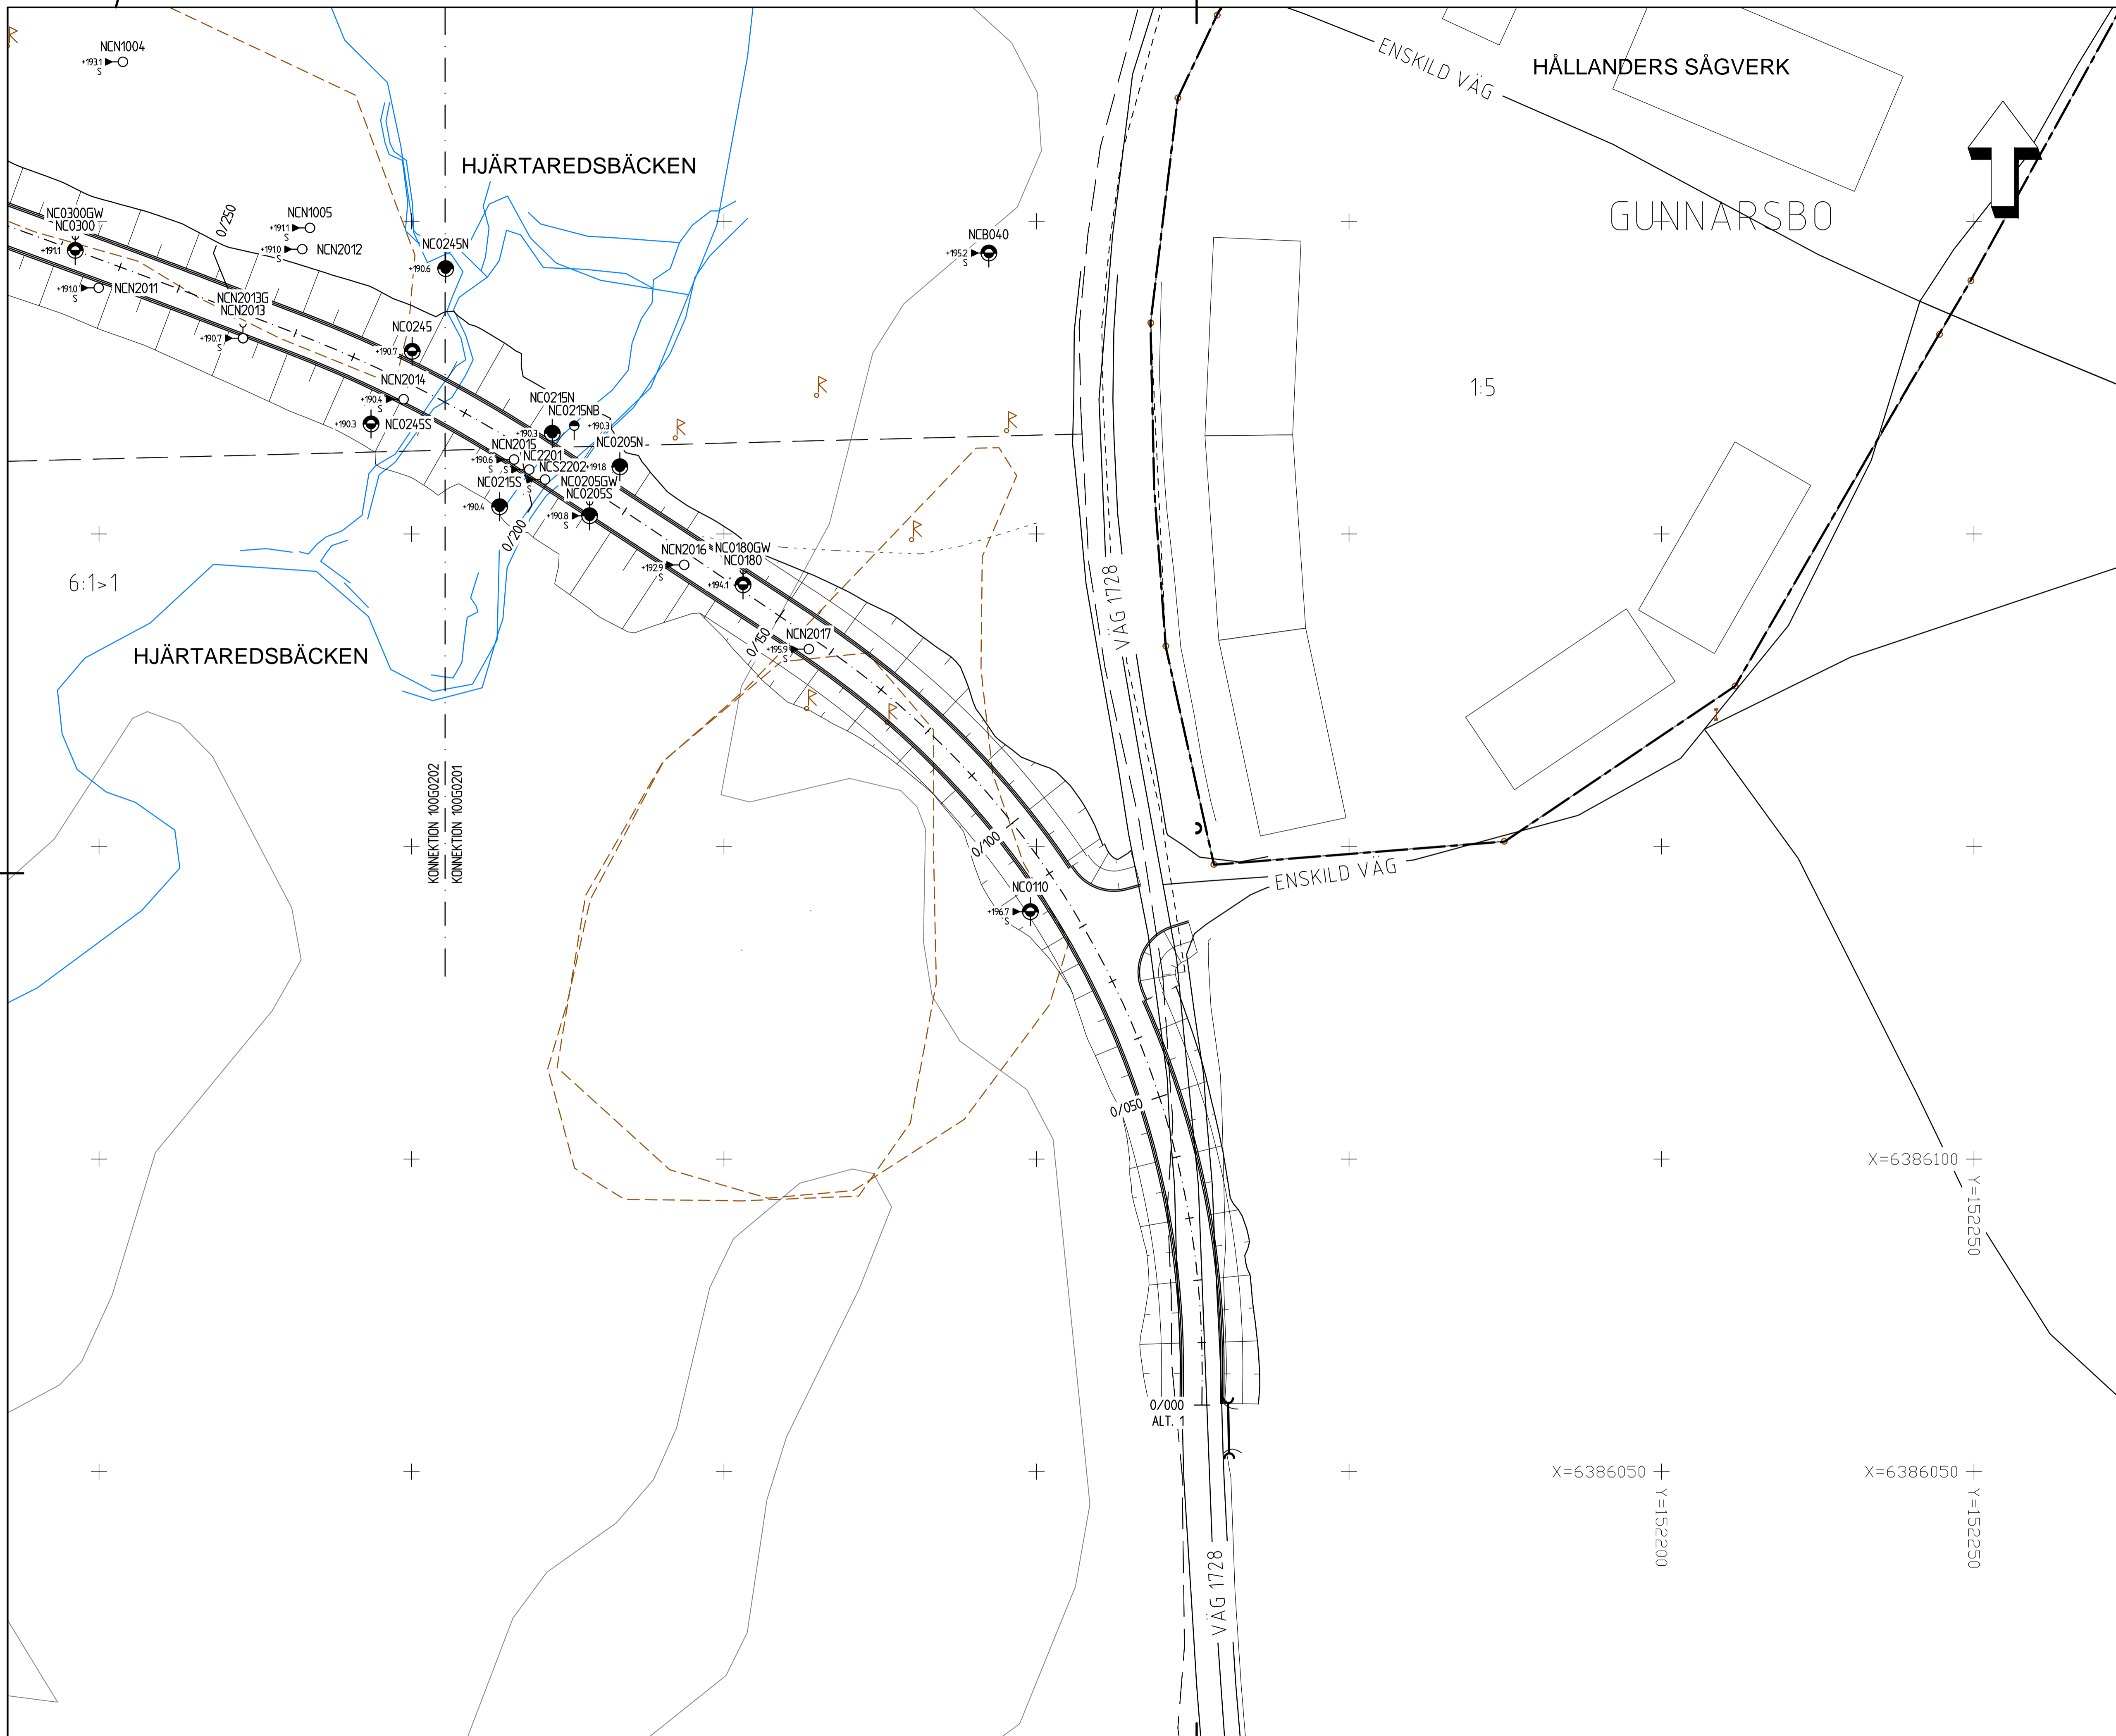 NCN1004
+193.1
S
ENSKILD VÄG
HÅLLANDERS SÅGVERK
HJÄRTAREDSBÄCKEN
GUNNARSBO
NC0300GW
NC0300
+191.1
0/250
NCN1005
+191.1
S
NCN2012
+191.0
S
NC0245N
+190.6
NCB040
+195.2
S
NCN2011
+191.0
S
NCN2013G
NCN2013
+190.7
S
NC0245
+190.7
NCN2014
+190.4
S
NC0245S
+190.3
1:5
NC0215N
+190.3
NC0215NB
+190.3
NC0205N
+191.8
NCN2015
+190.6
S
NC2201
S
NCS2202
S
NC0215S
+190.4
NC0205GW
NC0205S
+190.8
S
0/200
NCN2016
+192.9
S
NC0180GW
NC0180
+194.1
VÄG 1728
6:1>1
HJÄRTAREDSBÄCKEN
0/150
NCN2017
+195.9
S
KONNEKTION 100G0202
KONNEKTION 100G0201
0/100
ENSKILD VÄG
NC0110
+196.7
S
0/050
X=6386100
Y=152250
0/000
ALT. 1
X=6386050
Y=152200
X=6386050
Y=152250
VÄG 1728